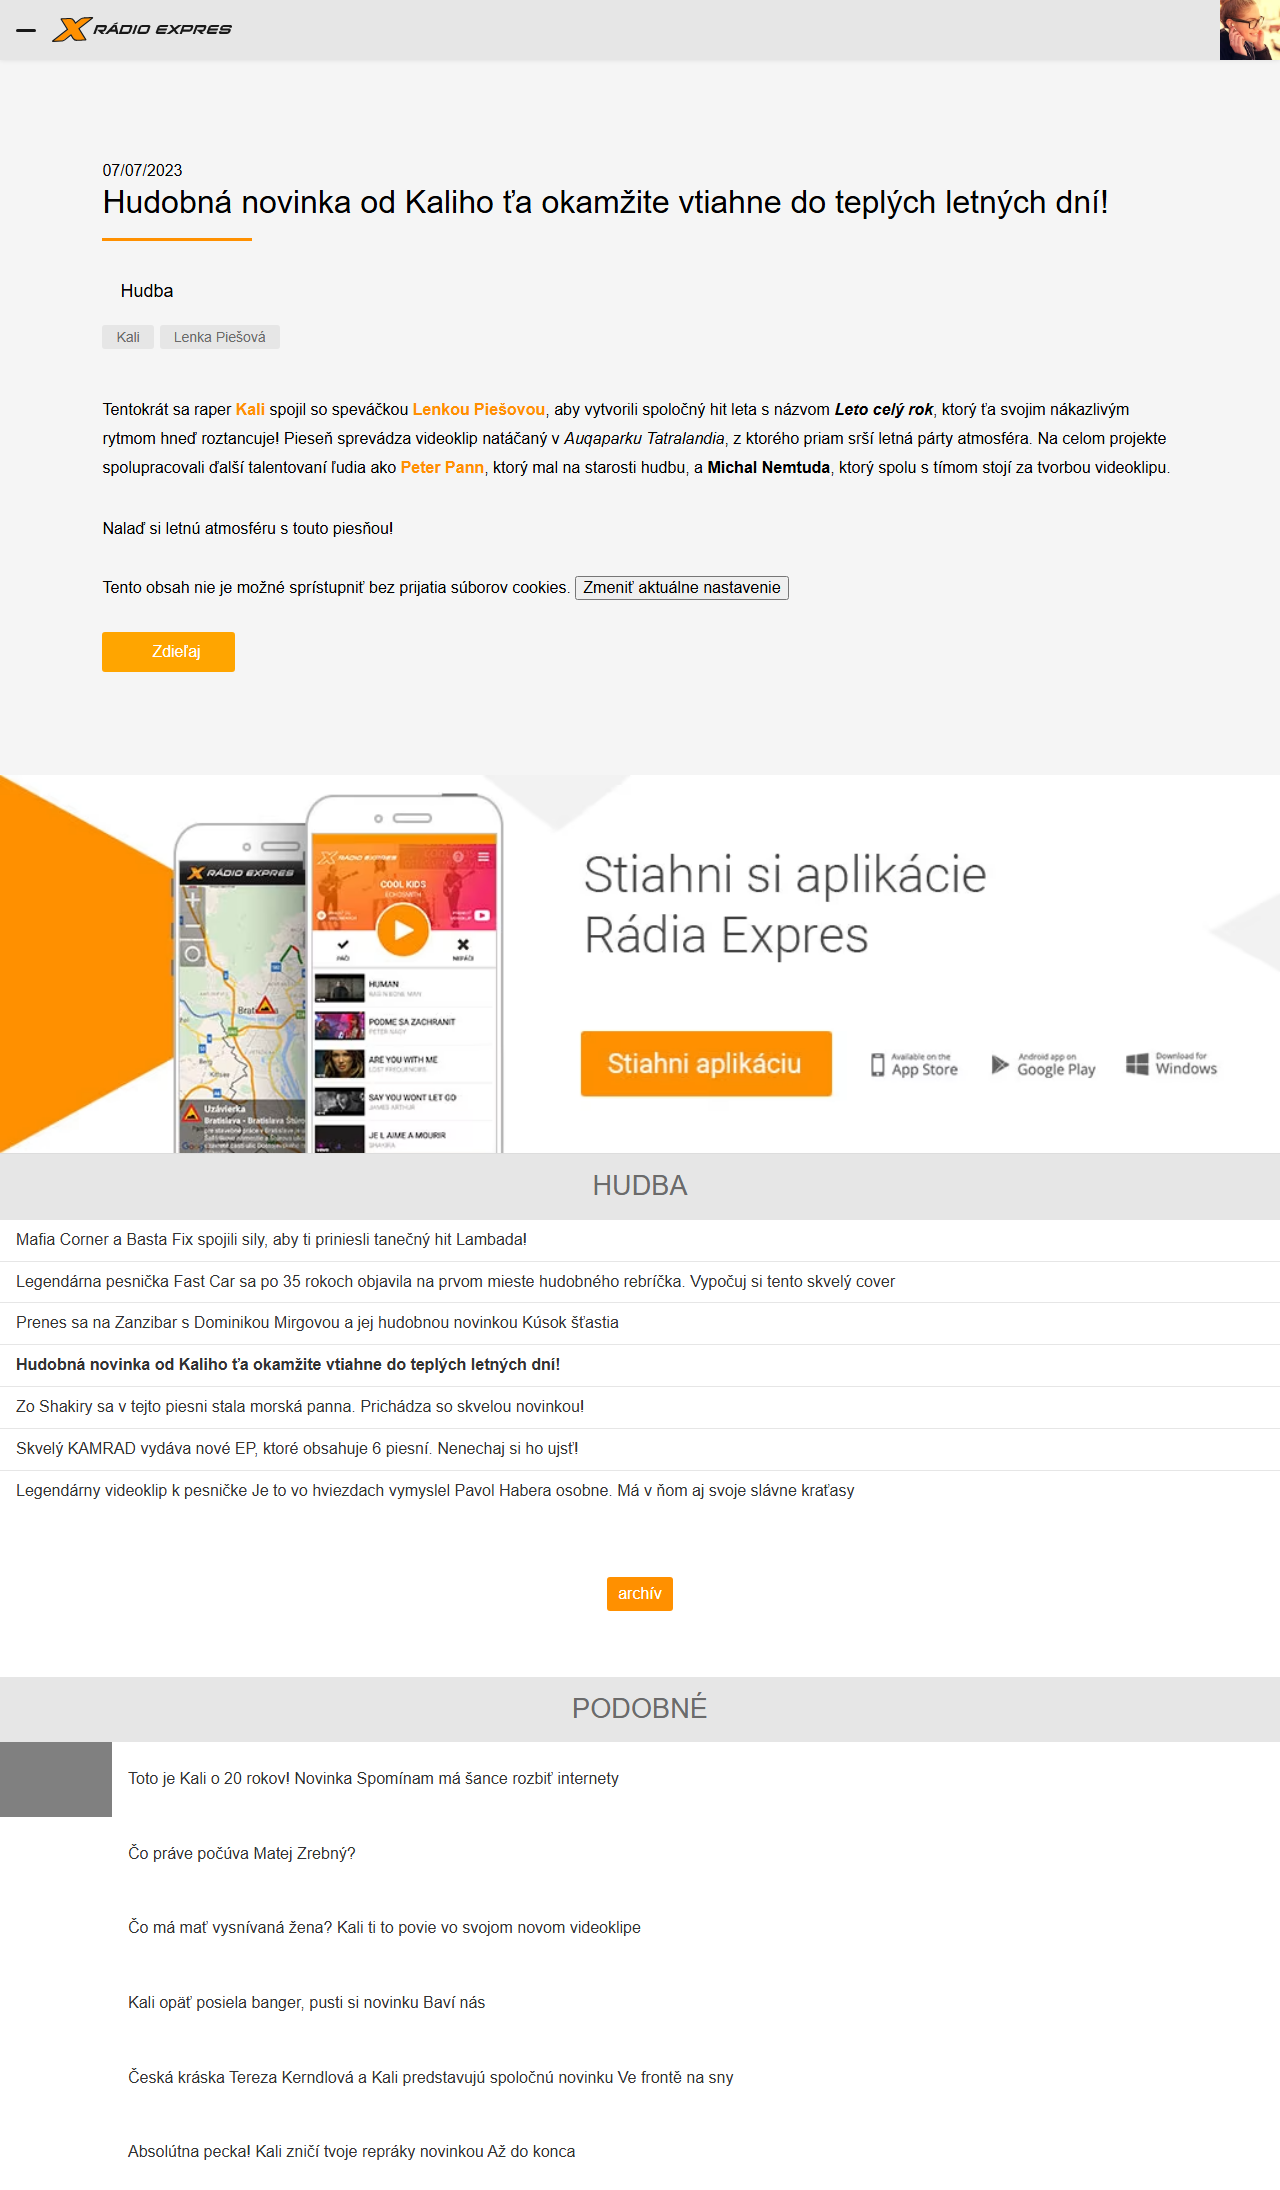 RÁDIO EXPRES
07/07/2023
Hudobná novinka od Kaliho ťa okamžite vtiahne do teplých letných dní!
Hudba
Kali
Lenka Piešová
Tentokrát sa raper Kali spojil so speváčkou Lenkou Piešovou, aby vytvorili spoločný hit leta s názvom Leto celý rok, ktorý ťa svojim nákazlivým
rytmom hneď roztancuje! Pieseň sprevádza videoklip natáčaný v Auqaparku Tatralandia, z ktorého priam srší letná párty atmosféra. Na celom projekte
spolupracovali ďalší talentovaní ľudia ako Peter Pann, ktorý mal na starosti hudbu, a Michal Nemtuda, ktorý spolu s tímom stojí za tvorbou videoklipu.
Nalaď si letnú atmosféru s touto piesňou!
Tento obsah nie je možné sprístupniť bez prijatia súborov cookies. Zmeniť aktuálne nastavenie
Zdieľaj
RÁDIO EXPRES
COOL KIDS
ECHOSMITH
PÁČI
NEPÁČI
HUMAN
RAG'N'BONE MAN
PODME SA ZACHRANIT
PETER NAGY
ARE YOU WITH ME
LOST FREQUENCIES
SAY YOU WONT LET GO
JAMES ARTHUR
JE L AIME A MOURIR
SHAKIRA
Uzávierka
Stiahni si aplikácie
Rádia Expres
Stiahni aplikáciu
Available on the
App Store
Android app on
Google Play
Download for
Windows
HUDBA
Mafia Corner a Basta Fix spojili sily, aby ti priniesli tanečný hit Lambada!
Legendárna pesnička Fast Car sa po 35 rokoch objavila na prvom mieste hudobného rebríčka. Vypočuj si tento skvelý cover
Prenes sa na Zanzibar s Dominikou Mirgovou a jej hudobnou novinkou Kúsok šťastia
Hudobná novinka od Kaliho ťa okamžite vtiahne do teplých letných dní!
Zo Shakiry sa v tejto piesni stala morská panna. Prichádza so skvelou novinkou!
Skvelý KAMRAD vydáva nové EP, ktoré obsahuje 6 piesní. Nenechaj si ho ujsť!
Legendárny videoklip k pesničke Je to vo hviezdach vymyslel Pavol Habera osobne. Má v ňom aj svoje slávne kraťasy
archív
PODOBNÉ
Toto je Kali o 20 rokov! Novinka Spomínam má šance rozbiť internety
Čo práve počúva Matej Zrebný?
Čo má mať vysnívaná žena? Kali ti to povie vo svojom novom videoklipe
Kali opäť posiela banger, pusti si novinku Baví nás
Česká kráska Tereza Kerndlová a Kali predstavujú spoločnú novinku Ve frontě na sny
Absolútna pecka! Kali zničí tvoje repráky novinkou Až do konca